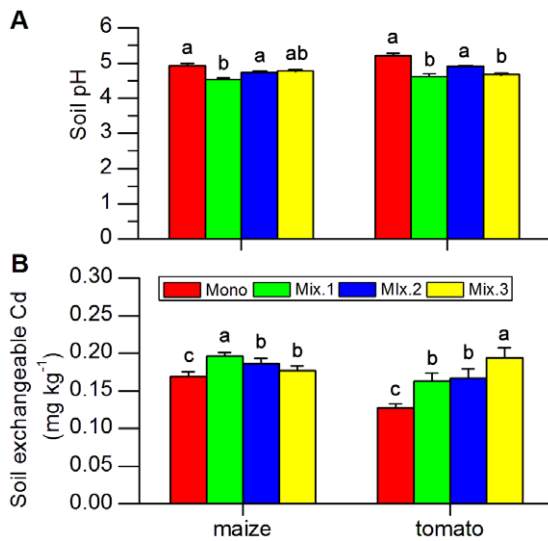 A
Soil pH
6
5
4
3
2
1
0
a b a ab
a b a b
B
Soil exchangeable Cd
(mg kg⁻¹)
0.30
0.25
0.20
0.15
0.10
0.05
0.00
Mono Mix.1 MIx.2 Mix.3
c a b b
c b b a
maize tomato